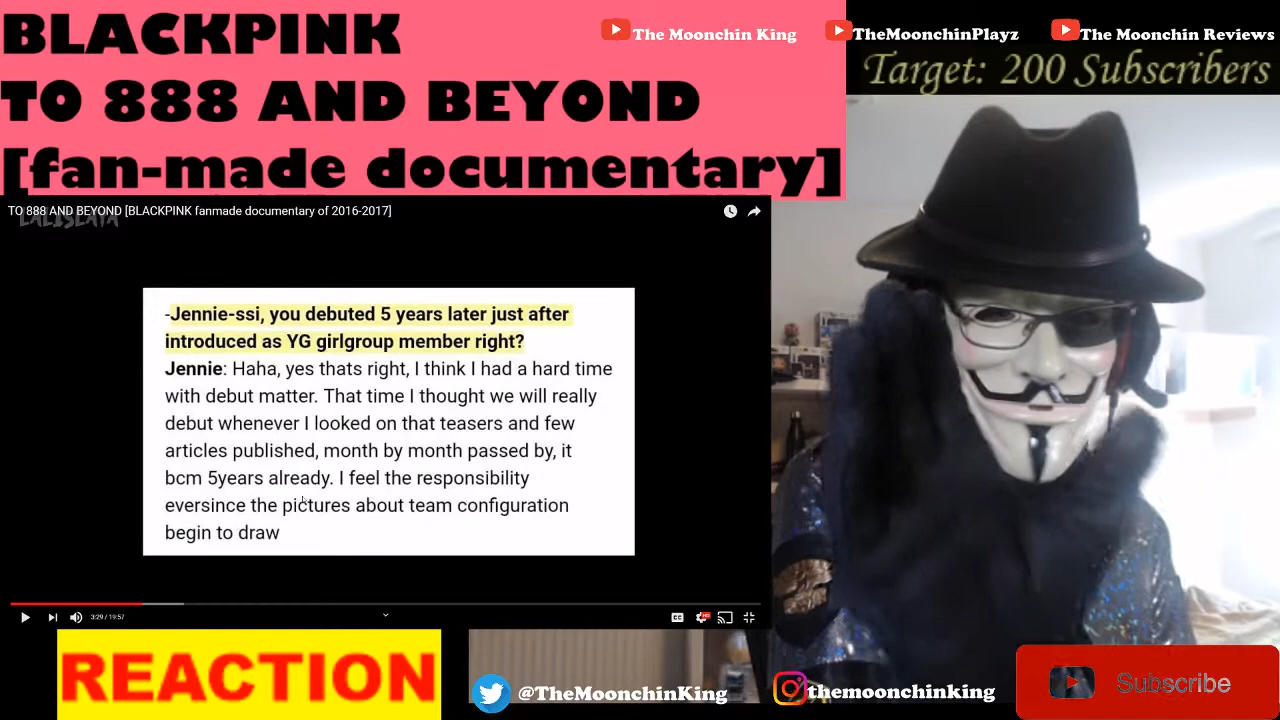 BLACKPINK
TO 888 AND BEYOND
[fan-made documentary]
The Moonchin King
TheMoonchinPlayz
The Moonchin Reviews
Target: 200 Subscribers
TO 888 AND BEYOND [BLACKPINK fanmade documentary of 2016-2017]
LALISLATA
-Jennie-ssi, you debuted 5 years later just after
introduced as YG girlgroup member right?
Jennie: Haha, yes thats right, I think I had a hard time
with debut matter. That time I thought we will really
debut whenever I looked on that teasers and few
articles published, month by month passed by, it
bcm 5years already. I feel the responsibility
eversince the pictures about team configuration
begin to draw
3:29 / 19:57
CC
HD
REACTION
@TheMoonchinKing
themoonchinking
Subscribe